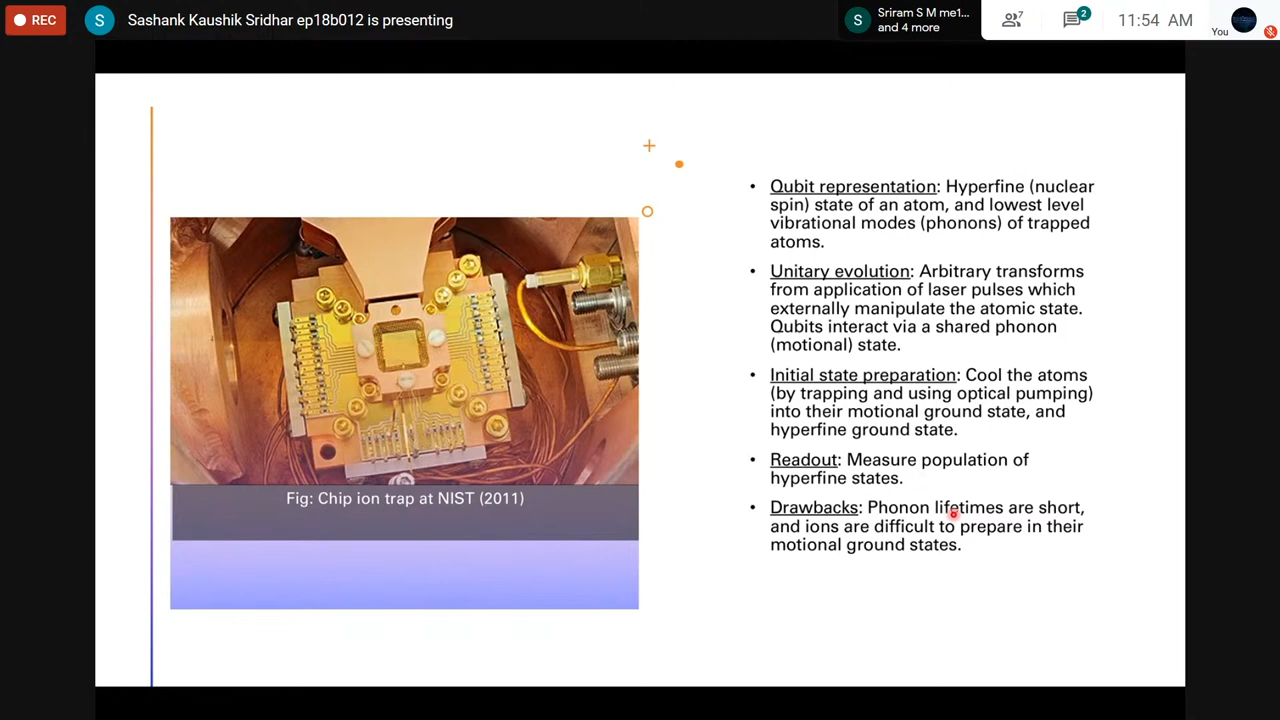 REC
S
Sashank Kaushik Sridhar ep18b012 is presenting
S
Sriram S M me1...
and 4 more
7
2
11:54 AM
You
Fig: Chip ion trap at NIST (2011)
• Qubit representation: Hyperfine (nuclear
spin) state of an atom, and lowest level
vibrational modes (phonons) of trapped
atoms.
• Unitary evolution: Arbitrary transforms
from application of laser pulses which
externally manipulate the atomic state.
Qubits interact via a shared phonon
(motional) state.
• Initial state preparation: Cool the atoms
(by trapping and using optical pumping)
into their motional ground state, and
hyperfine ground state.
• Readout: Measure population of
hyperfine states.
• Drawbacks: Phonon lifetimes are short,
and ions are difficult to prepare in their
motional ground states.